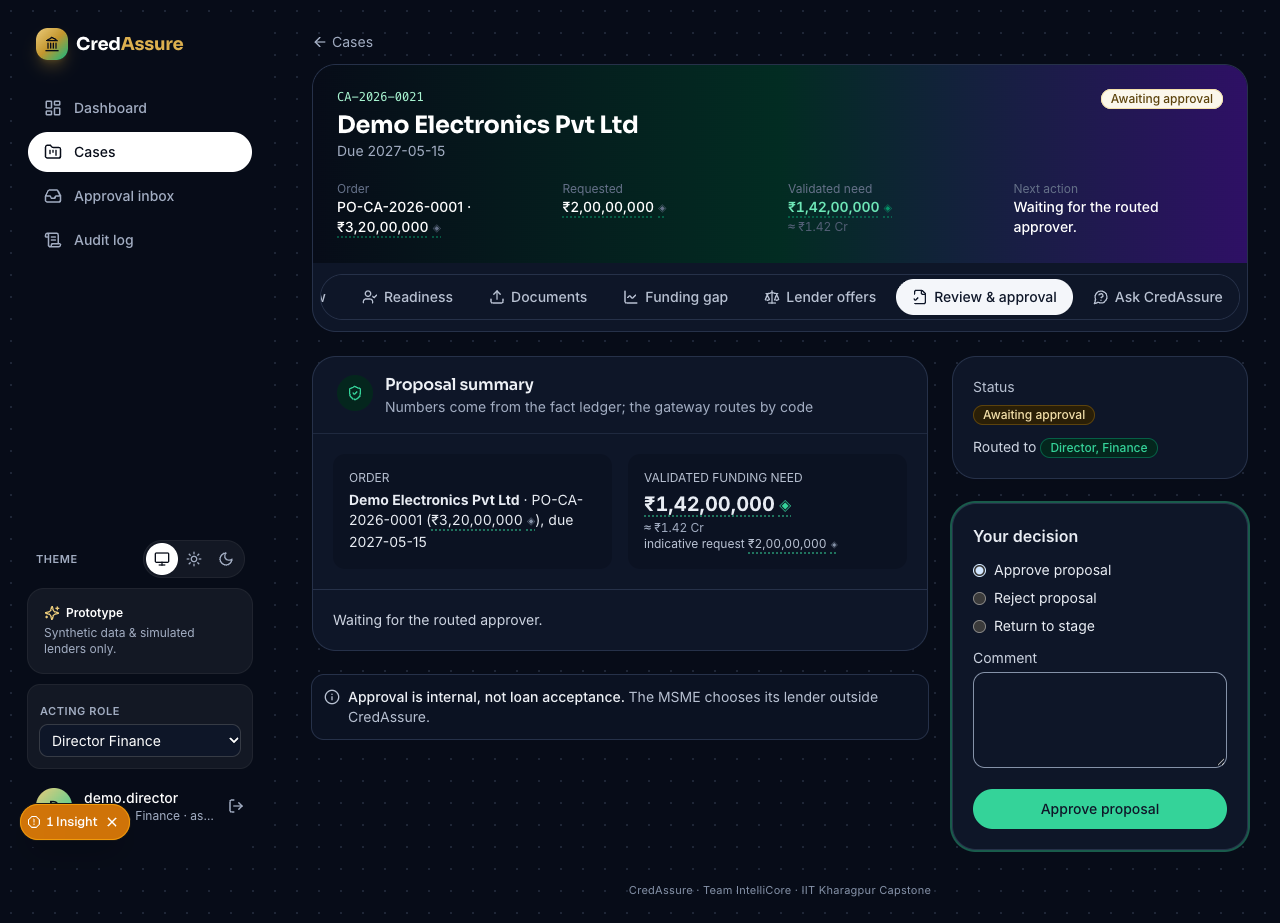 CredAssure
Dashboard
Cases
Approval inbox
Audit log
THEME
Prototype
Synthetic data & simulated
lenders only.
ACTING ROLE
Director Finance
demo.director
Finance · as...
1 Insight
Cases
CA-2026-0021
Awaiting approval
Demo Electronics Pvt Ltd
Due 2027-05-15
Order
PO-CA-2026-0001 ·
₹3,20,00,000
Requested
₹2,00,00,000
Validated need
₹1,42,00,000
≈ ₹1.42 Cr
Next action
Waiting for the routed
approver.
Readiness
Documents
Funding gap
Lender offers
Review & approval
Ask CredAssure
Proposal summary
Numbers come from the fact ledger; the gateway routes by code
ORDER
Demo Electronics Pvt Ltd · PO-CA-
2026-0001 (₹3,20,00,000 ◈), due
2027-05-15
VALIDATED FUNDING NEED
₹1,42,00,000 ◈
≈ ₹1.42 Cr
indicative request ₹2,00,00,000 ◈
Waiting for the routed approver.
Approval is internal, not loan acceptance. The MSME chooses its lender outside
CredAssure.
Status
Awaiting approval
Routed to Director, Finance
Your decision
Approve proposal
Reject proposal
Return to stage
Comment
Approve proposal
CredAssure · Team IntelliCore · IIT Kharagpur Capstone